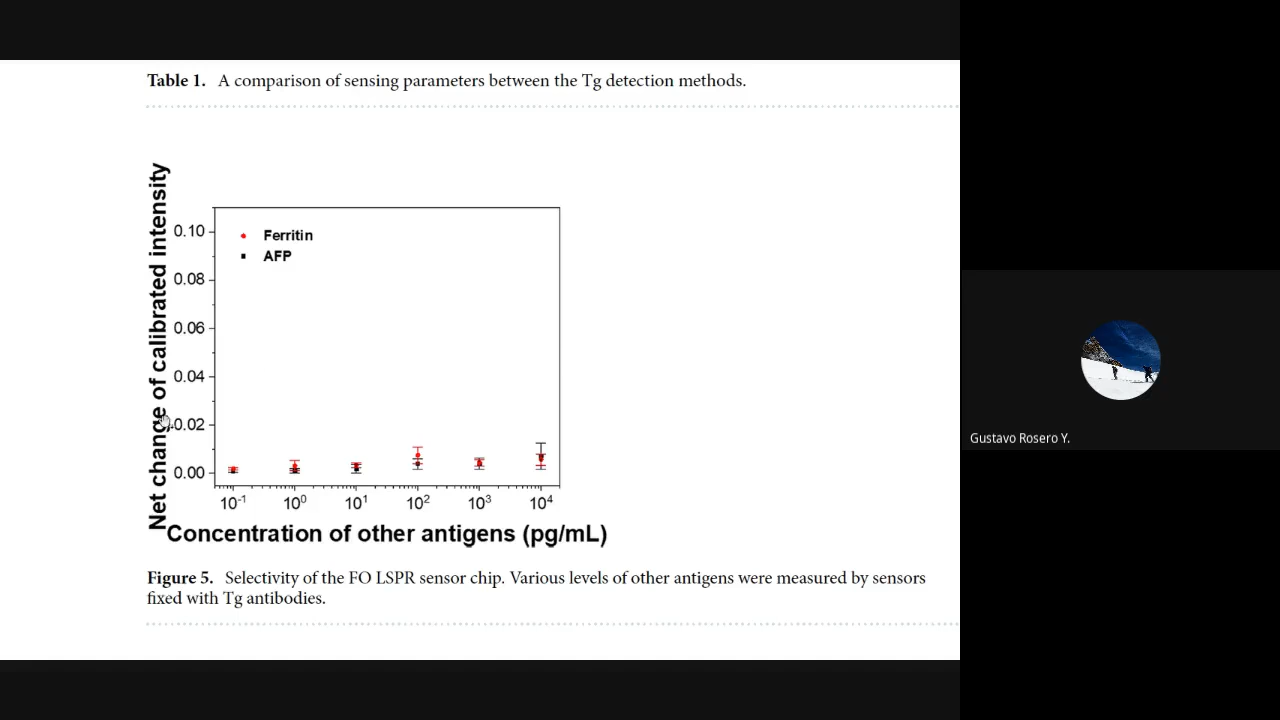 Table 1. A comparison of sensing parameters between the Tg detection methods.
Net change of calibrated intensity
0.10
0.08
0.06
0.04
0.02
0.00
Ferritin
AFP
10⁻¹ 10⁰ 10¹ 10² 10³ 10⁴
Concentration of other antigens (pg/mL)
Figure 5. Selectivity of the FO LSPR sensor chip. Various levels of other antigens were measured by sensors
fixed with Tg antibodies.
Gustavo Rosero Y.